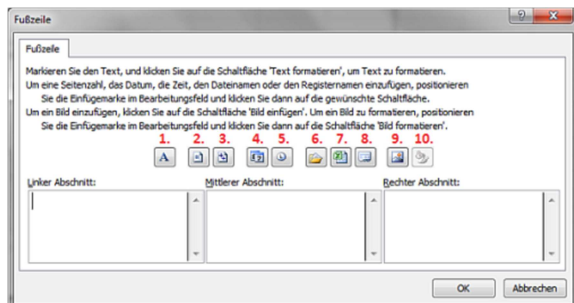 Fußzeile
Fußzeile
Markieren Sie den Text, und klicken Sie auf die Schaltfläche 'Text formatieren', um Text zu formatieren.
Um eine Seitenzahl, das Datum, die Zeit, den Dateinamen oder den Registernamen einzufügen, positionieren
Sie die Einfügemarke im Bearbeitungsfeld und klicken Sie dann auf die gewünschte Schaltfläche.
Um ein Bild einzufügen, klicken Sie auf die Schaltfläche 'Bild einfügen'. Um ein Bild zu formatieren, positionieren
Sie die Einfügemarke im Bearbeitungsfeld und klicken Sie dann auf die Schaltfläche 'Bild formatieren'.
1. 2. 3. 4. 5. 6. 7. 8. 9. 10.
A
Linker Abschnitt: Mittlerer Abschnitt: Rechter Abschnitt:
OK Abbrechen